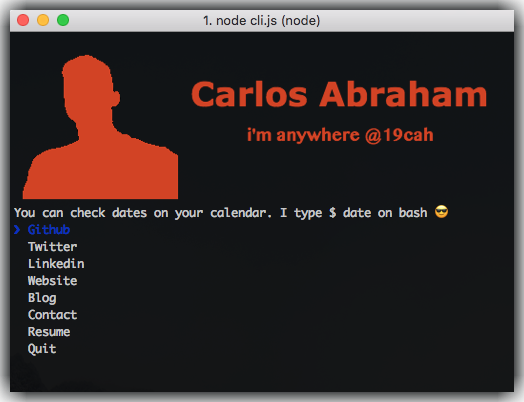 1. node cli.js (node)
Carlos Abraham
i'm anywhere @19cah
You can check dates on your calendar. I type $ date on bash 😎
❯ Github
Twitter
Linkedin
Website
Blog
Contact
Resume
Quit